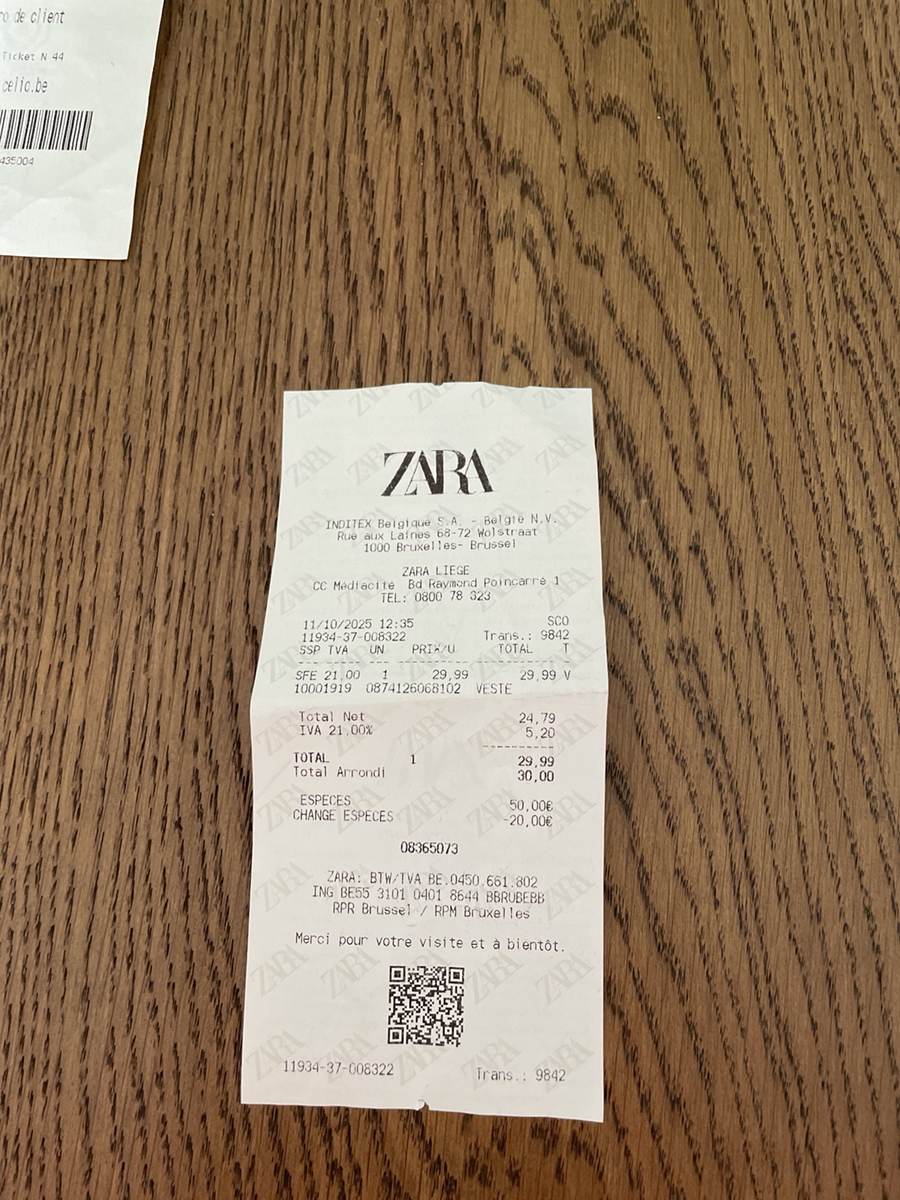 ro de client
Ticket N 44
celio.be
435004
ZARA
INDITEX Belgique S.A. - België N.V.
Rue aux Laines 68-72 Wolstraat
1000 Bruxelles- Brussel
ZARA LIEGE
CC Médiacité Bd Raymond Poincarré 1
TEL: 0800 78 323
11/10/2025 12:35 SCO
11934-37-008322 Trans.: 9842
SSP TVA UN PRIX/U TOTAL T
SFE 21,00 1 29,99 29,99 V
10001919 0874126068102 VESTE
Total Net 24,79
IVA 21,00% 5,20
TOTAL 1 29,99
Total Arrondi 30,00
ESPECES 50,00€
CHANGE ESPECES -20,00€
08365073
ZARA: BTW/TVA BE.0450.661.802
ING BE55 3101 0401 8644 BBRUBEBB
RPR Brussel / RPM Bruxelles
Merci pour votre visite et à bientôt.
11934-37-008322 Trans.: 9842